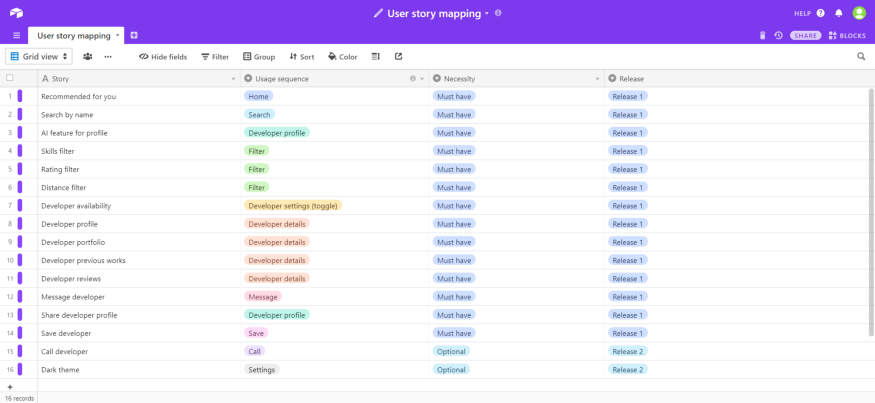 User story mapping
HELP
User story mapping
SHARE
BLOCKS
Grid view
Hide fields
Filter
Group
Sort
Color
Story Usage sequence Necessity Release
1 Recommended for you Home Must have Release 1
2 Search by name Search Must have Release 1
3 AI feature for profile Developer profile Must have Release 1
4 Skills filter Filter Must have Release 1
5 Rating filter Filter Must have Release 1
6 Distance filter Filter Must have Release 1
7 Developer availability Developer settings (toggle) Must have Release 1
8 Developer profile Developer details Must have Release 1
9 Developer portfolio Developer details Must have Release 1
10 Developer previous works Developer details Must have Release 1
11 Developer reviews Developer details Must have Release 1
12 Message developer Message Must have Release 1
13 Share developer profile Developer profile Must have Release 1
14 Save developer Save Must have Release 1
15 Call developer Call Optional Release 2
16 Dark theme Settings Optional Release 2
16 records